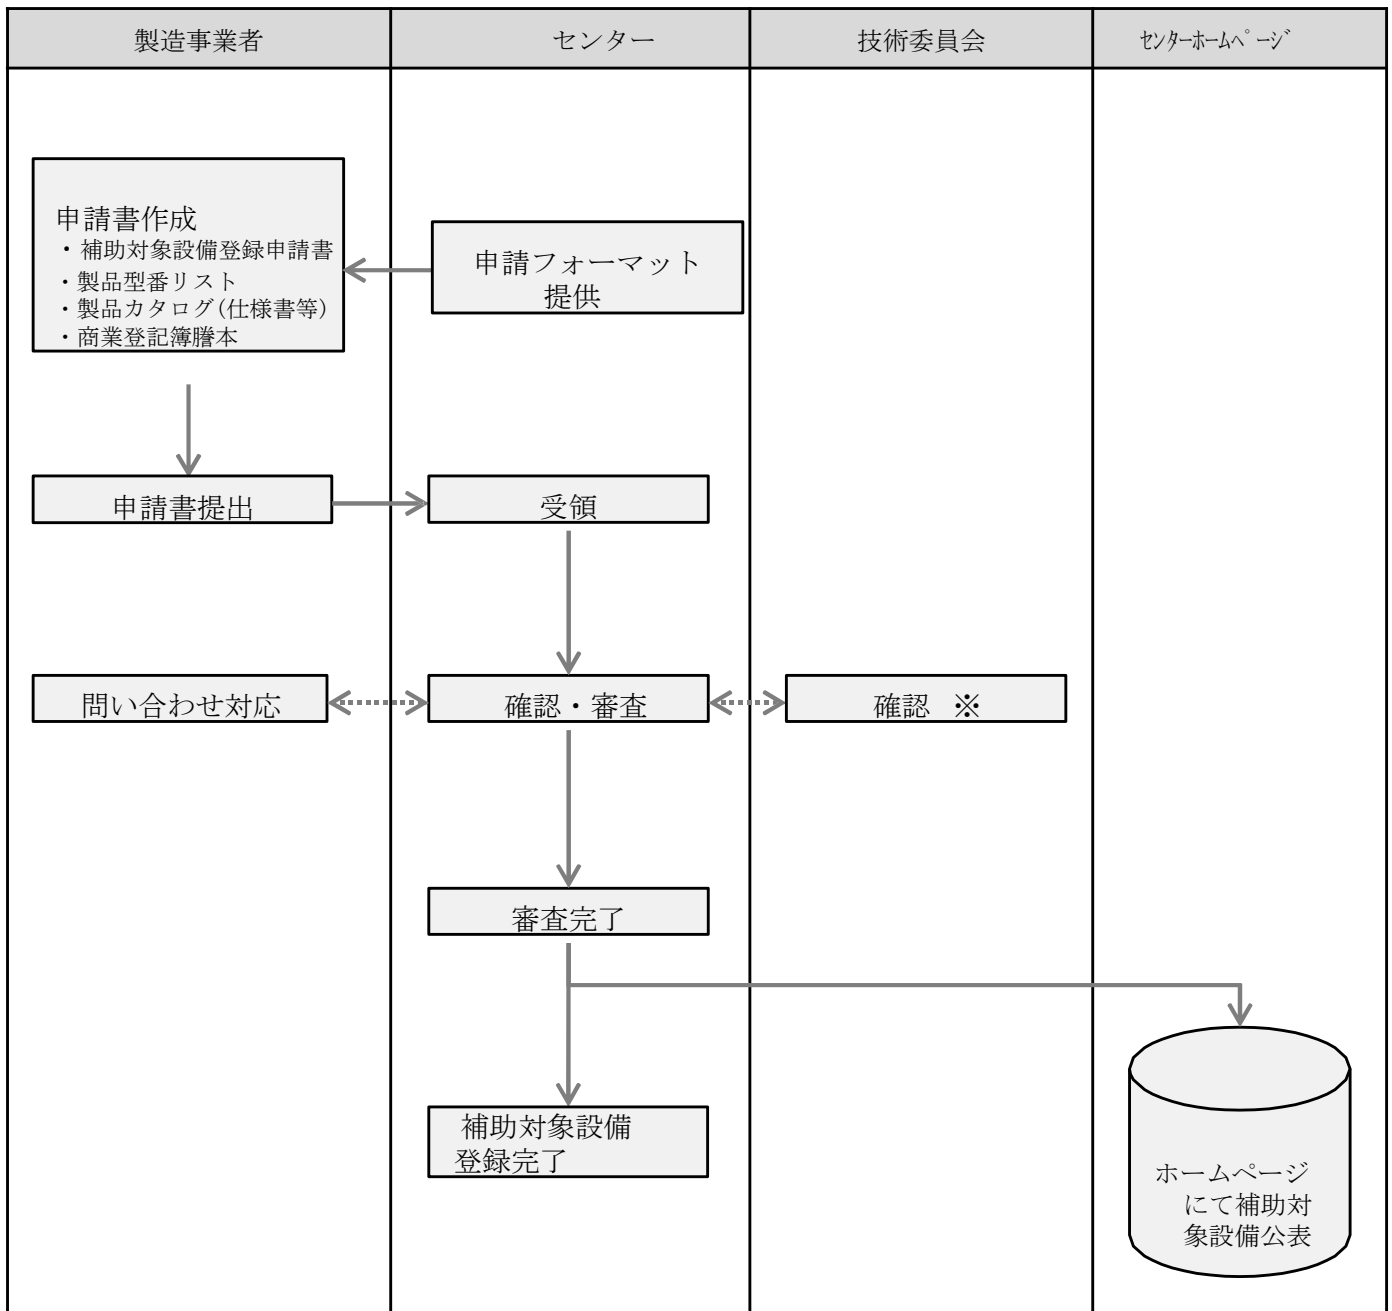 製造事業者
センター
技術委員会
ｾﾝﾀｰﾎｰﾑﾍﾟｰｼﾞ
申請書作成
・補助対象設備登録申請書
・製品型番リスト
・製品カタログ(仕様書等)
・商業登記簿謄本
申請フォーマット
提供
申請書提出
受領
問い合わせ対応
確認・審査
確認 ※
審査完了
補助対象設備
登録完了
ホームページ
にて補助対
象設備公表